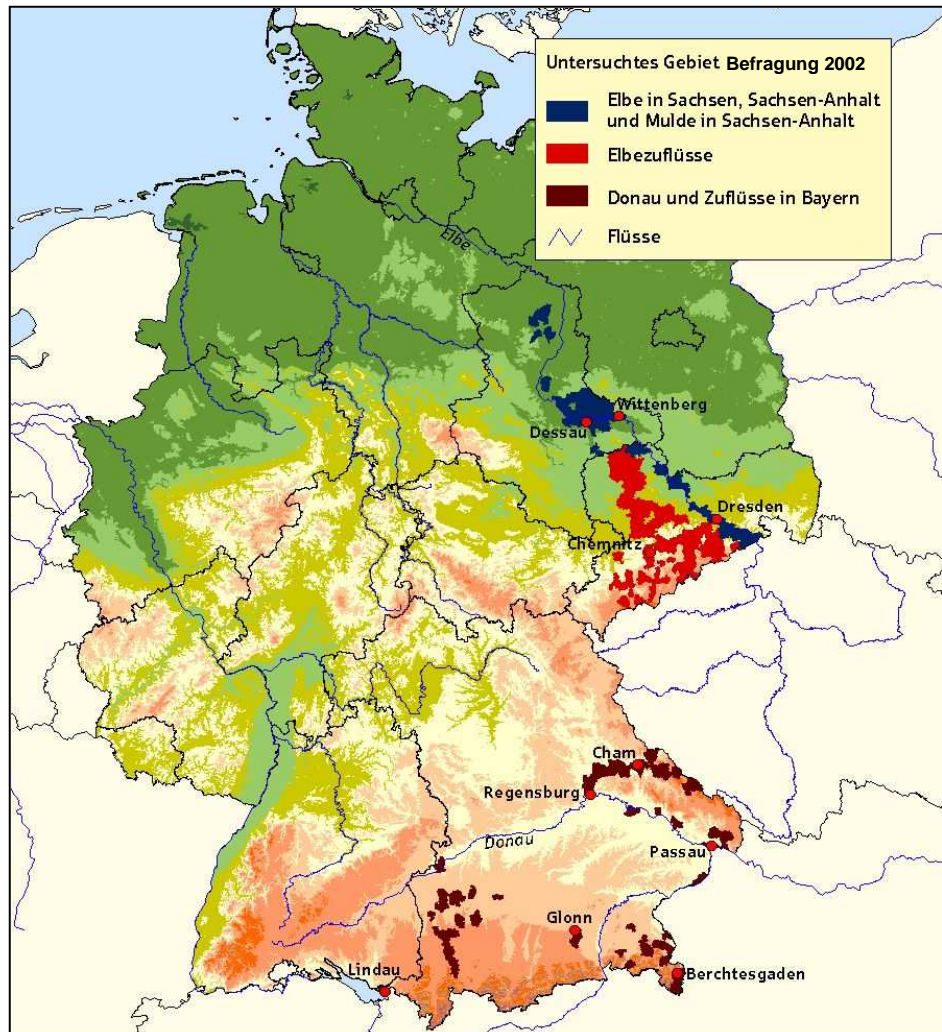 Untersuchtes Gebiet Befragung 2002
Elbe in Sachsen, Sachsen-Anhalt
und Mulde in Sachsen-Anhalt
Elbezuflüsse
Donau und Zuflüsse in Bayern
Flüsse
Elbe
Wittenberg
Dessau
Dresden
Chemnitz
Cham
Regensburg
Donau
Passau
Glonn
Lindau
Berchtesgaden